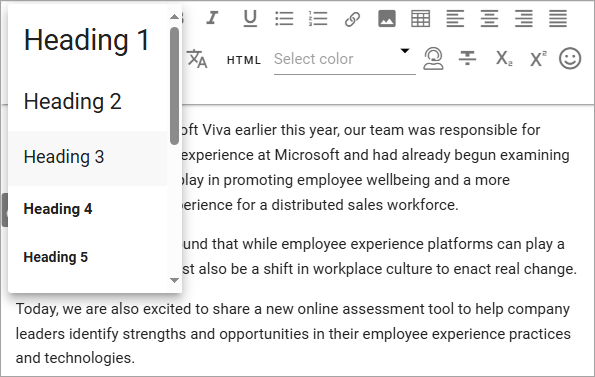 Heading 1
Heading 2
Heading 3
Heading 4
Heading 5
HTML
Select color
X₂
X²
oft Viva earlier this year, our team was responsible for
experience at Microsoft and had already begun examining
play in promoting employee wellbeing and a more
perience for a distributed sales workforce.
und that while employee experience platforms can play a
st also be a shift in workplace culture to enact real change.
Today, we are also excited to share a new online assessment tool to help company
leaders identify strengths and opportunities in their employee experience practices
and technologies.